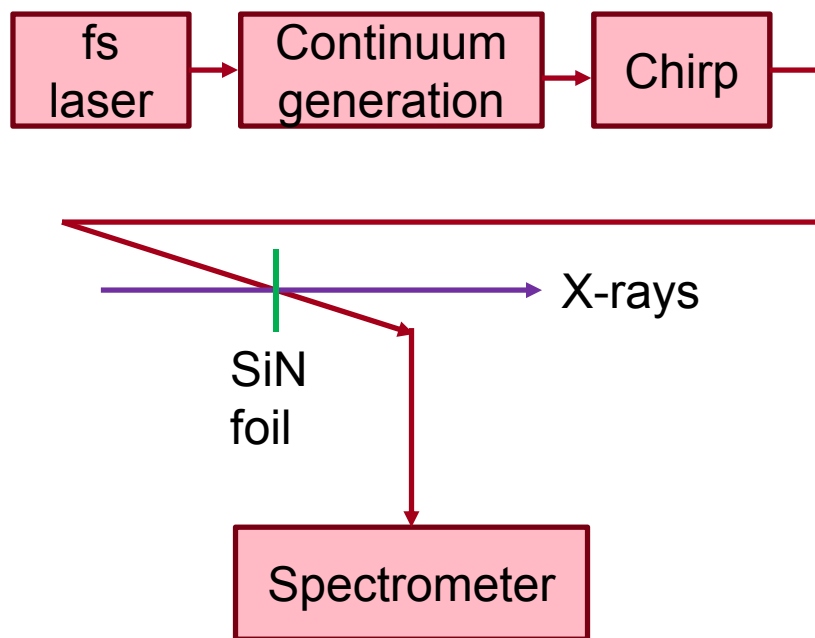 fs
laser
Continuum
generation
Chirp
X-rays
SiN
foil
Spectrometer